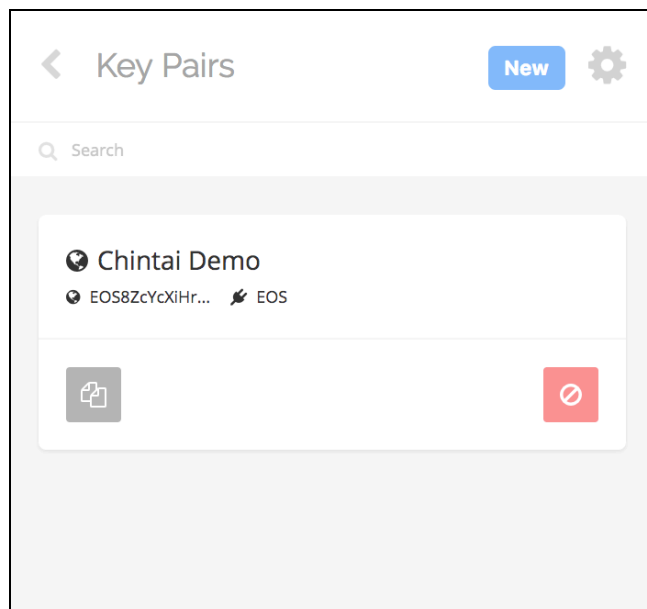 Key Pairs
New
Search
Chintai Demo
EOS8ZcYcXiHr... EOS